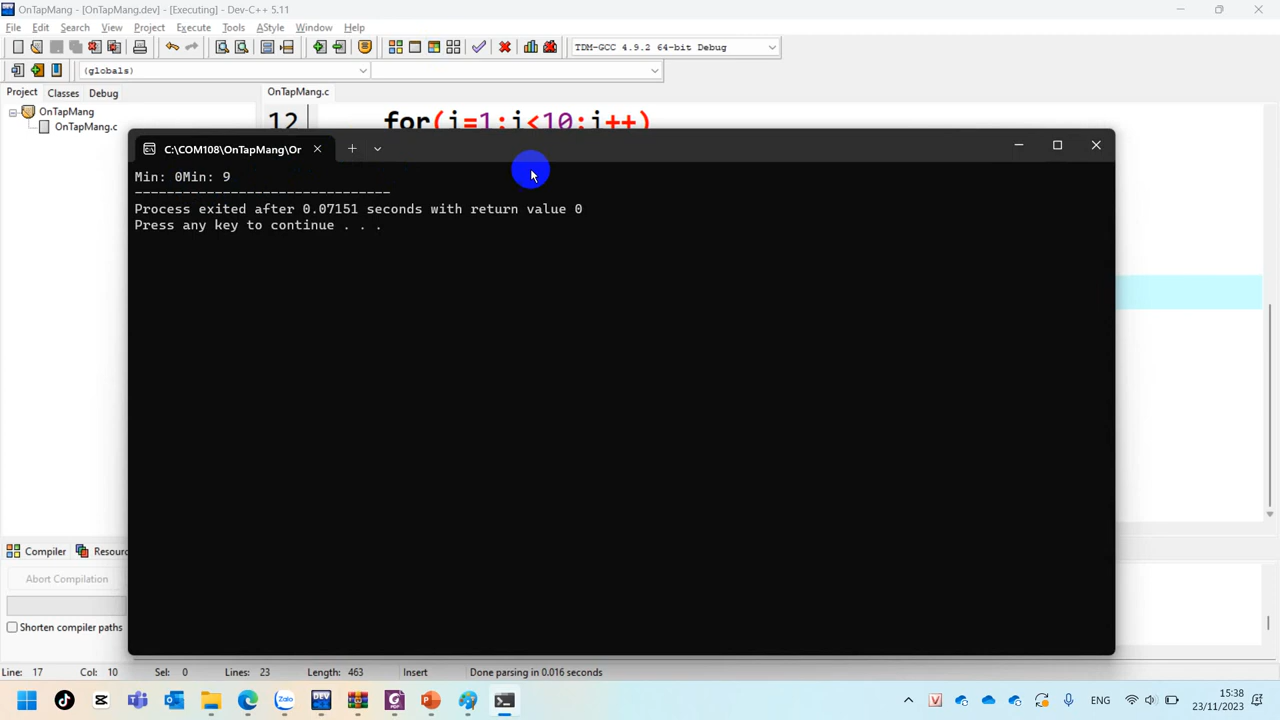 OnTapMang - [OnTapMang.dev] - [Executing] - Dev-C++ 5.11
File Edit Search View Project Execute Tools AStyle Window Help
TDM-GCC 4.9.2 64-bit Debug
(globals)
Project Classes Debug
OnTapMang.c
OnTapMang
OnTapMang.c
12 for(i=1;i<10;i++)
C:\COM108\OnTapMang\Or
Min: 0Min: 9
--------------------------------
Process exited after 0.07151 seconds with return value 0
Press any key to continue . . .
Compiler Resourc
Abort Compilation
Shorten compiler paths
Line: 17 Col: 10 Sel: 0 Lines: 23 Length: 463 Insert Done parsing in 0.016 seconds
DEV
Zalo
V
ENG
15:38
23/11/2023